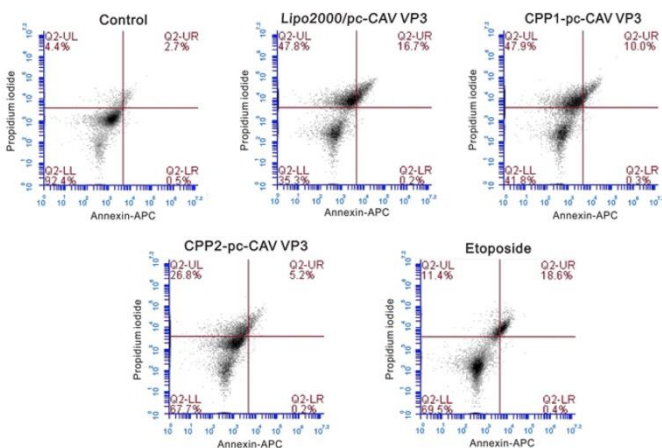 Control
Q2-UL Q2-UR
4.4% 2.7%
Propidium iodide
Q2-LL Q2-LR
92.4% 0.5%
Annexin-APC
Lipo2000/pc-CAV VP3
Q2-UL Q2-UR
47.8% 16.7%
Propidium iodide
Q2-LL Q2-LR
35.3% 0.2%
Annexin-APC
CPP1-pc-CAV VP3
Q2-UL Q2-UR
47.9% 10.0%
Propidium iodide
Q2-LL Q2-LR
41.8% 0.3%
Annexin-APC
CPP2-pc-CAV VP3
Q2-UL Q2-UR
26.8% 5.2%
Propidium iodide
Q2-LL Q2-LR
67.7% 0.2%
Annexin-APC
Etoposide
Q2-UL Q2-UR
11.4% 18.6%
Propidium iodide
Q2-LL Q2-LR
69.5% 0.4%
Annexin-APC